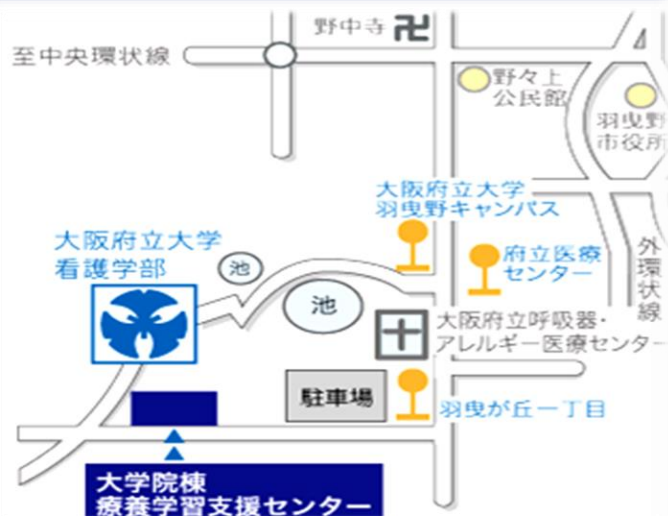 野中寺
至中央環状線
野々上
公民館
羽曳野
市役所
大阪府立大学
羽曳野キャンパス
大阪府立大学
看護学部
池
府立医療
センター
外環状線
池
大阪府立呼吸器・
アレルギー医療センター
駐車場
羽曳が丘一丁目
大学院棟
療養学習支援センター